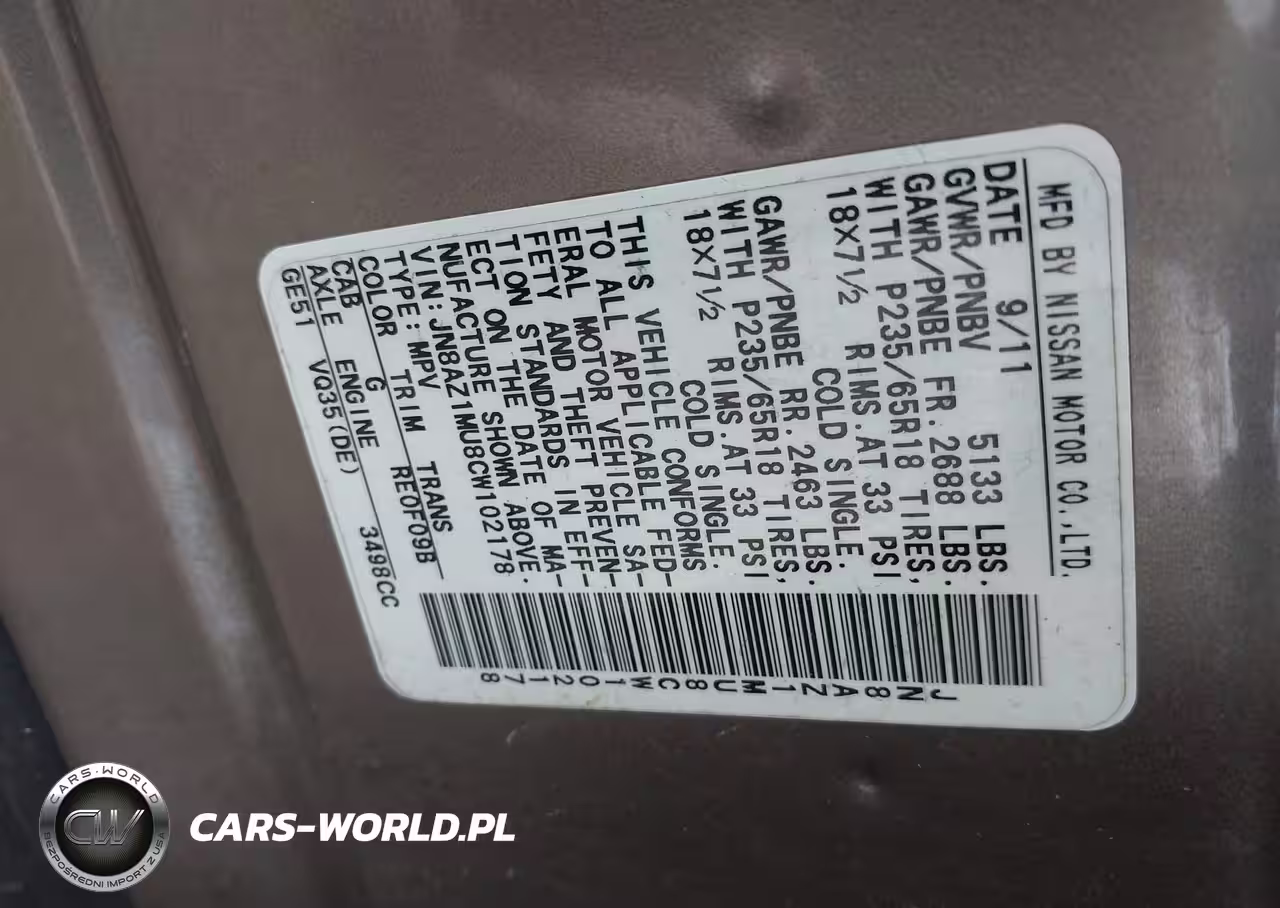 MFD BY NISSAN MOTOR CO.,LTD.
DATE 9/11
GVWR/PNBV 5133 LBS.
GAWR/PNBE FR.2688 LBS.
WITH P235/65R18 TIRES,
18X7½ RIMS.AT 33 PSI
COLD SINGLE.
GAWR/PNBE RR.2463 LBS.
WITH P235/65R18 TIRES,
18X7½ RIMS.AT 33 PSI
COLD SINGLE.
THIS VEHICLE CONFORMS
TO ALL APPLICABLE FED-
ERAL MOTOR VEHICLE SA-
FETY AND THEFT PREVEN-
TION STANDARDS IN EFF-
ECT ON THE DATE OF MA-
NUFACTURE SHOWN ABOVE.
VIN:JN8AZ1MU8CW102178
TYPE:MPV
COLOR TRIM TRANS
G RE0F09B
CAB ENGINE 3498CC
AXLE
GE51 VQ35(DE)
JN8AZ1MU8CW102178
CARS-WORLD
CW
BEZPOŚREDNI IMPORT Z USA
CARS-WORLD.PL